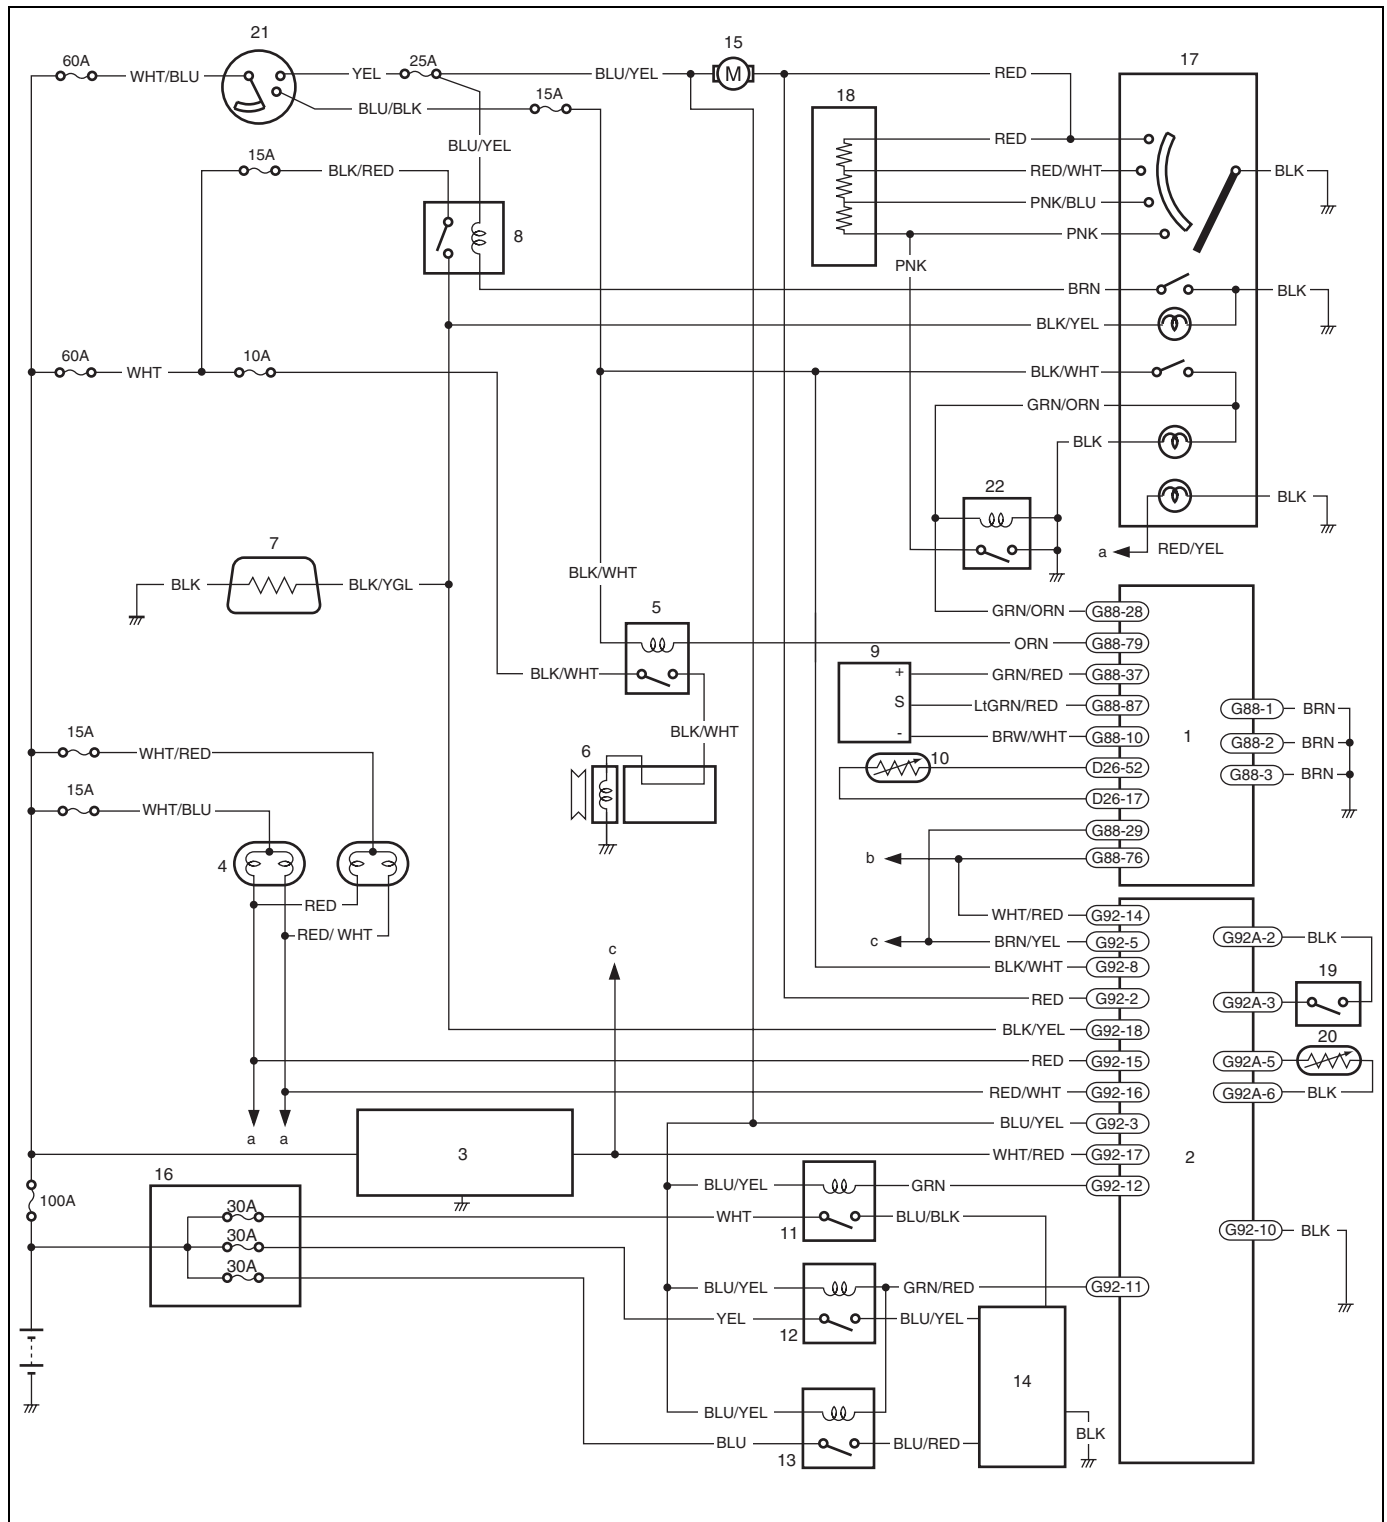 21
15
60A
WHT/BLU
YEL
25A
BLU/YEL
M
RED
17
BLU/BLK
15A
18
BLU/YEL
RED
15A
BLK/RED
RED/WHT
BLK
PNK/BLU
8
PNK
PNK
BRN
BLK
BLK/YEL
60A
WHT
10A
BLK/WHT
GRN/ORN
BLK
22
BLK
a
RED/YEL
7
BLK
BLK/YGL
BLK/WHT
5
GRN/ORN
G88-28
ORN
G88-79
9
+
GRN/RED
G88-37
BLK/WHT
S
LtGRN/RED
G88-87
G88-1
BRN
-
BRW/WHT
G88-10
1
G88-2
BRN
BLK/WHT
15A
WHT/RED
6
10
D26-52
G88-3
BRN
15A
WHT/BLU
D26-17
G88-29
4
b
G88-76
RED
WHT/RED
G92-14
RED/ WHT
c
c
BRN/YEL
G92-5
G92A-2
BLK
BLK/WHT
G92-8
19
RED
G92-2
G92A-3
BLK/YEL
G92-18
20
RED
G92-15
G92A-5
RED/WHT
G92-16
G92A-6
BLK
a
a
BLU/YEL
G92-3
3
WHT/RED
G92-17
2
16
100A
BLU/YEL
GRN
G92-12
30A
WHT
BLU/BLK
11
30A
G92-10
BLK
30A
BLU/YEL
GRN/RED
G92-11
YEL
BLU/YEL
12
14
BLU/YEL
BLK
BLU
BLU/RED
13